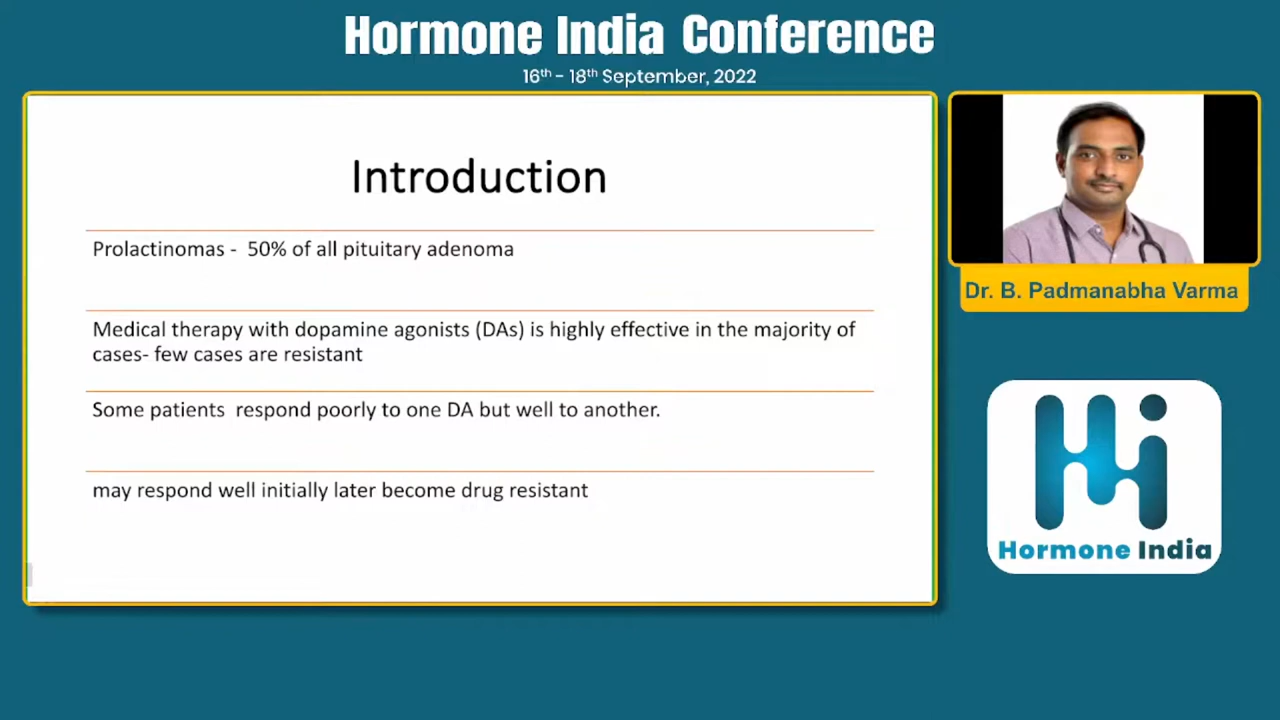 Hormone India Conference
16th - 18th September, 2022
Introduction
Prolactinomas - 50% of all pituitary adenoma
Medical therapy with dopamine agonists (DAs) is highly effective in the majority of
cases- few cases are resistant
Some patients respond poorly to one DA but well to another.
may respond well initially later become drug resistant
Dr. B. Padmanabha Varma
Hormone India